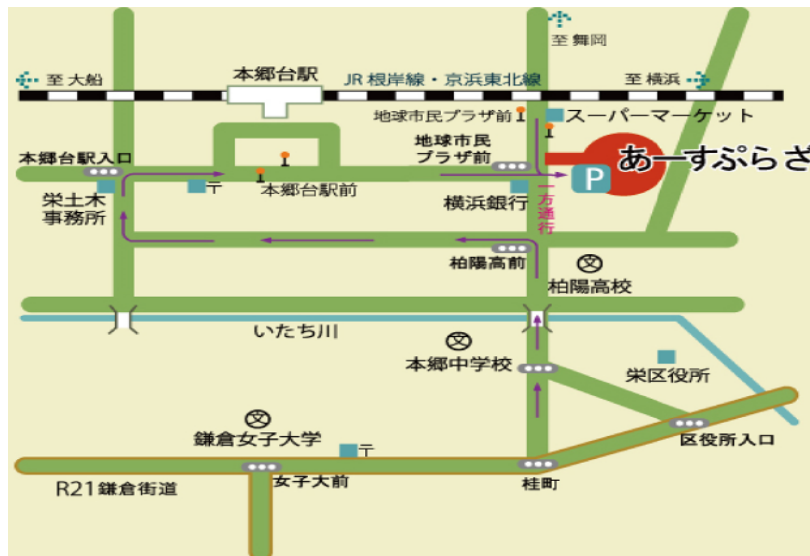 至 舞岡
至 大船
本郷台駅
JR 根岸線・京浜東北線
至 横浜
地球市民プラザ前
スーパーマーケット
本郷台駅入口
地球市民
プラザ前
あーすぷらざ
P
〒
本郷台駅前
栄土木
事務所
横浜銀行
一方通行
柏陽高前
文
柏陽高校
いたち川
文
本郷中学校
栄区役所
文
鎌倉女子大学
〒
区役所入口
R21鎌倉街道
女子大前
桂町